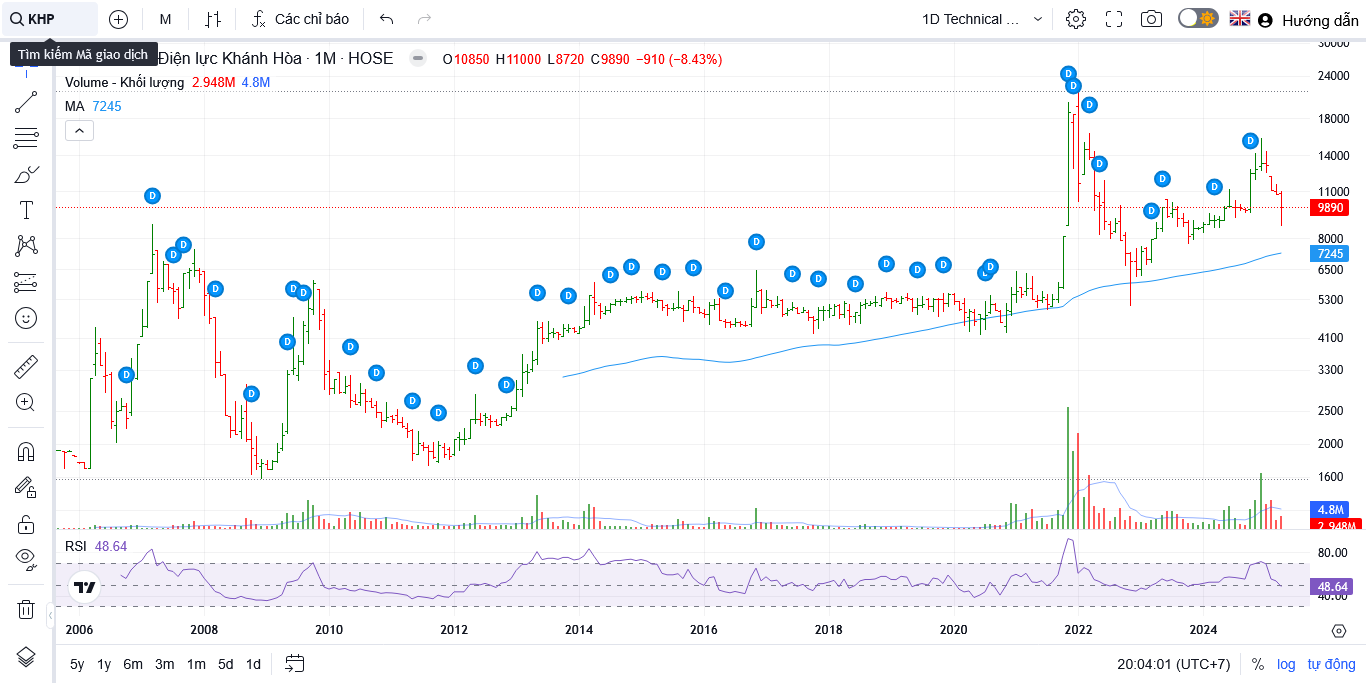 KHP
M
Các chỉ báo
1D Technical ...
Hướng dẫn
Tìm kiếm Mã giao dịch
Điện lực Khánh Hòa · 1M · HOSE
O10850 H11000 L8720 C9890 −910 (−8.43%)
Volume - Khối lượng 2.948M 4.8M
MA 7245
30000
24000
18000
14000
11000
9890
8000
7245
6500
5300
4100
3300
2500
2000
1600
4.8M
2.948M
D D D D D D D D D D D D D D D D D D D D D D D D D D D D D D D D D D D D D D D D
RSI 48.64
80.00
48.64
40.00
2006 2008 2010 2012 2014 2016 2018 2020 2022 2024
5y 1y 6m 3m 1m 5d 1d
20:04:01 (UTC+7) % log tự động